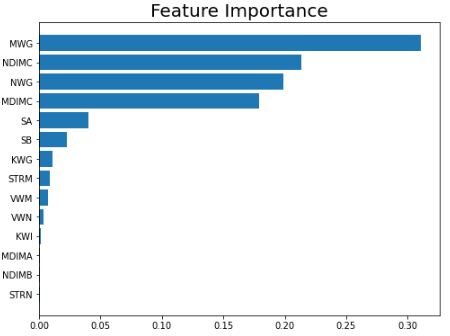 Feature Importance
MWG
NDIMC
NWG
MDIMC
SA
SB
KWG
STRM
VWM
VWN
KWI
MDIMA
NDIMB
STRN
0.00 0.05 0.10 0.15 0.20 0.25 0.30